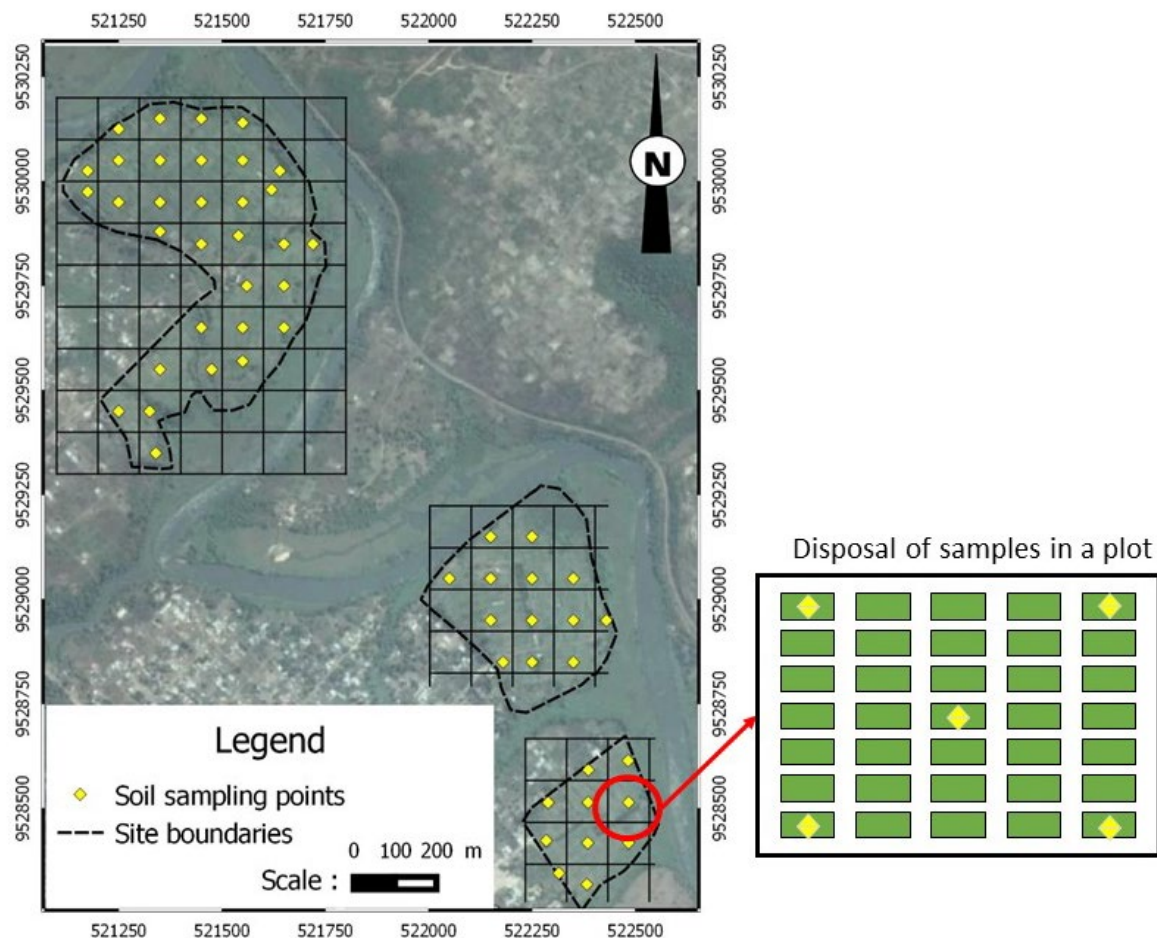 521250 521500 521750 522000 522250 522500
9530250
9530250
9530000
9530000
9529750
9529750
9529500
9529500
9529250
9529250
9529000
9529000
9528750
9528750
9528500
9528500
N
Disposal of samples in a plot
Legend
Soil sampling points
Site boundaries
0 100 200 m
Scale :
521250 521500 521750 522000 522250 522500